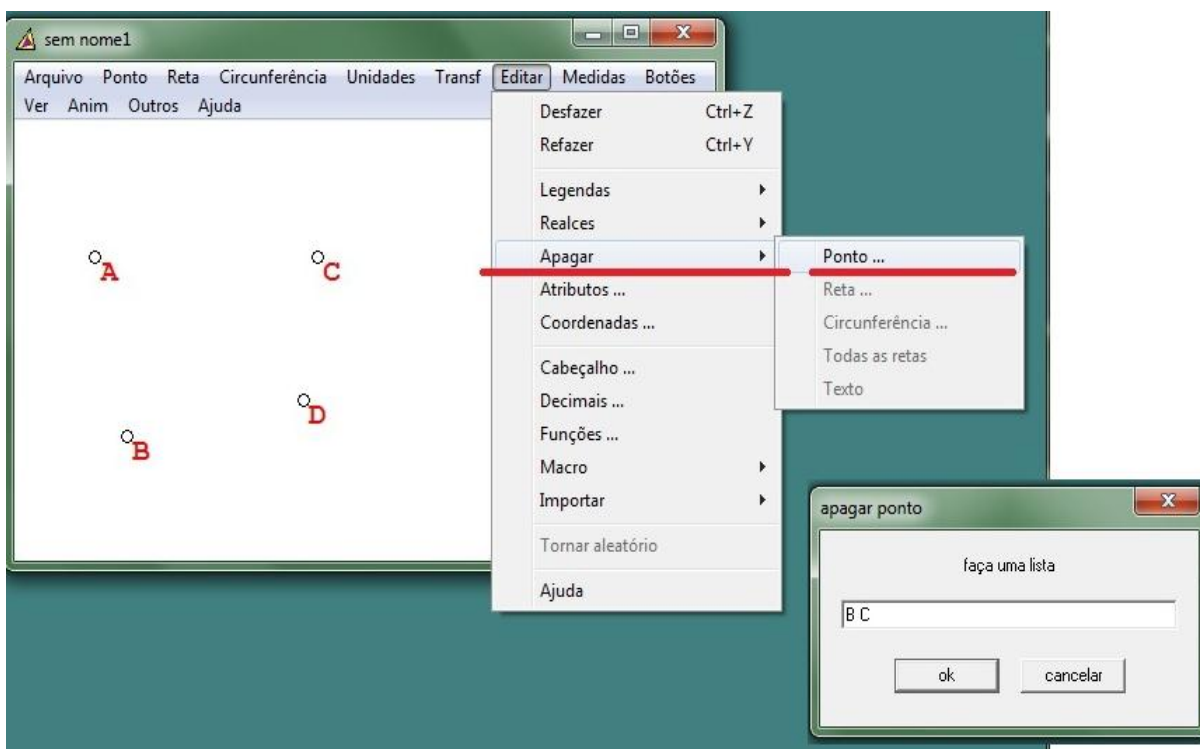 sem nome1
Arquivo Ponto Reta Circunferência Unidades Transf Editar Medidas Botões
Ver Anim Outros Ajuda
Desfazer Ctrl+Z
Refazer Ctrl+Y
Legendas
Realces
Apagar
Atributos ...
Coordenadas ...
Cabeçalho ...
Decimais ...
Funções ...
Macro
Importar
Tornar aleatório
Ajuda
Ponto ...
Reta ...
Circunferência ...
Todas as retas
Texto
A
C
D
B
apagar ponto
faça uma lista
B C
ok cancelar